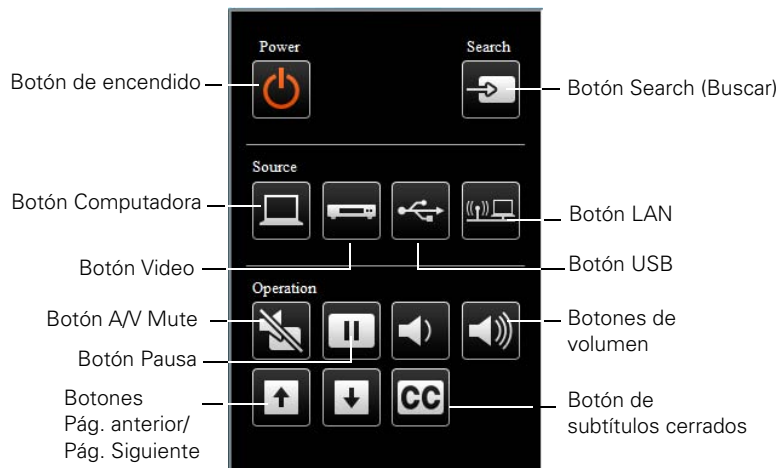 Power
Search
Botón de encendido
Botón Search (Buscar)
Source
Botón Computadora
Botón LAN
Botón Video
Botón USB
Operation
Botón A/V Mute
Botones de
volumen
Botón Pausa
Botones
Pág. anterior/
Pág. Siguiente
CC
Botón de
subtítulos cerrados